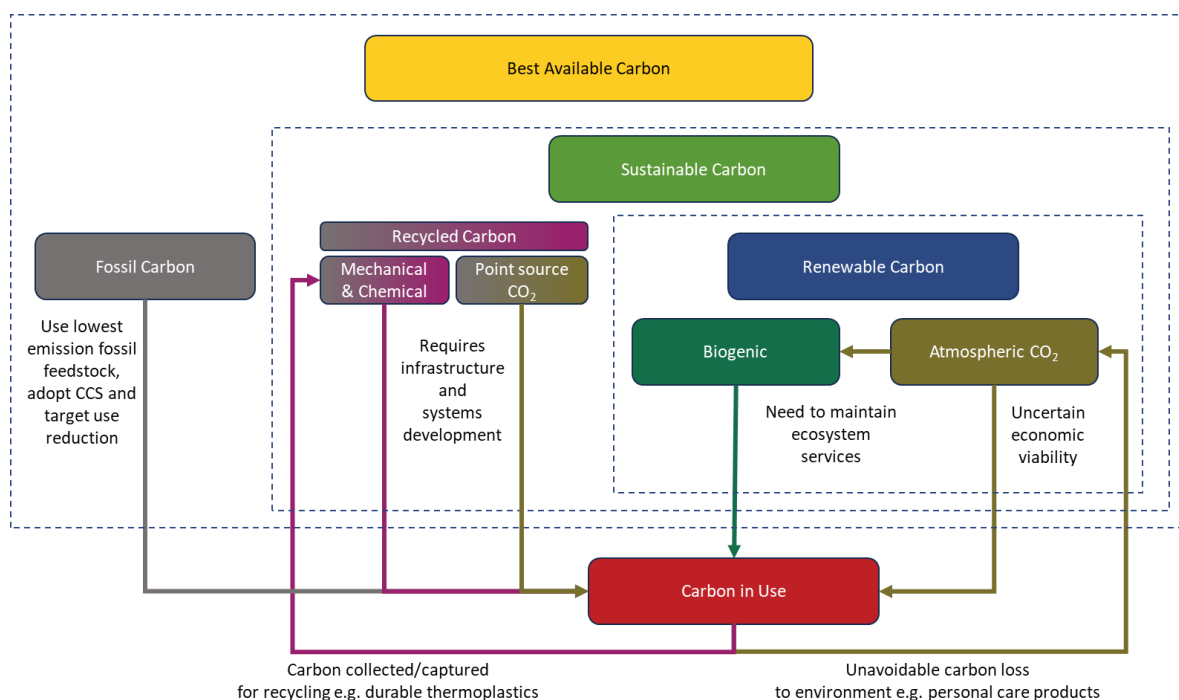 Best Available Carbon
Sustainable Carbon
Recycled Carbon
Fossil Carbon
Mechanical
& Chemical
Point source
CO₂
Renewable Carbon
Use lowest
emission fossil
feedstock,
adopt CCS and
target use
reduction
Requires
infrastructure
and
systems
development
Biogenic
Atmospheric CO₂
Need to maintain
ecosystem
services
Uncertain
economic
viability
Carbon in Use
Carbon collected/captured
for recycling e.g. durable thermoplastics
Unavoidable carbon loss
to environment e.g. personal care products